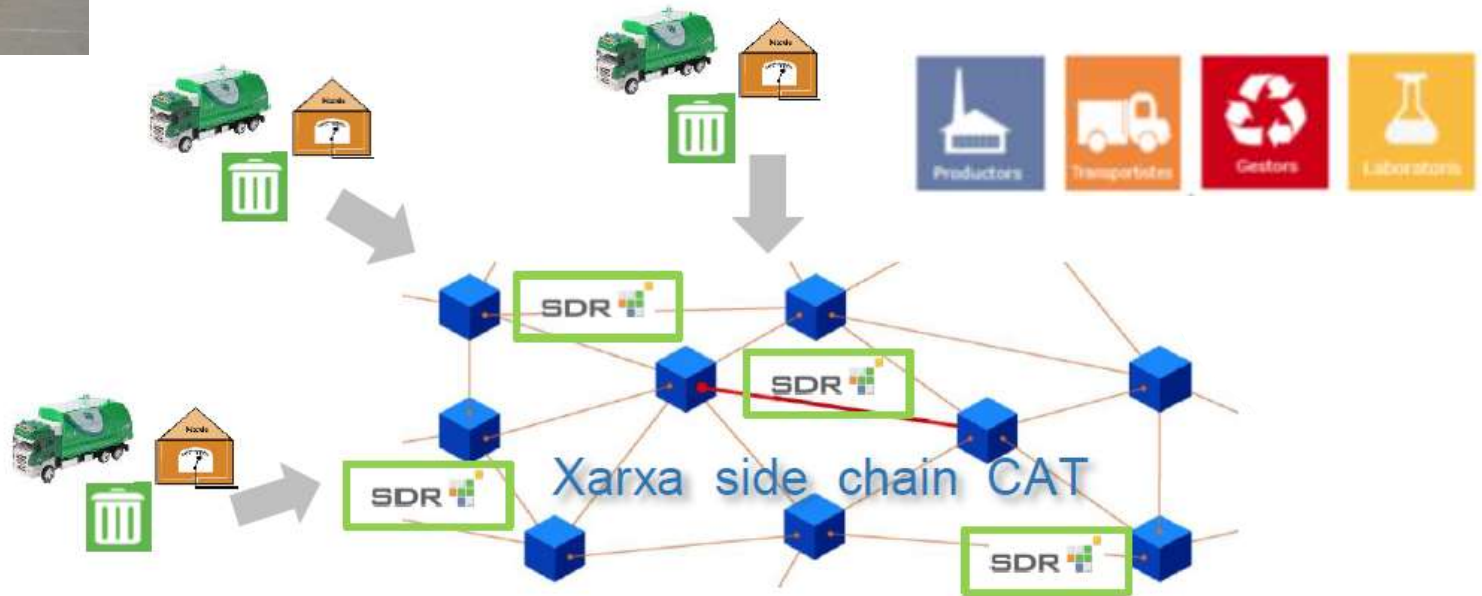 Productors
Transportistes
Gestors
Laboratoris
SDR
SDR
SDR
Xarxa side chain CAT
SDR